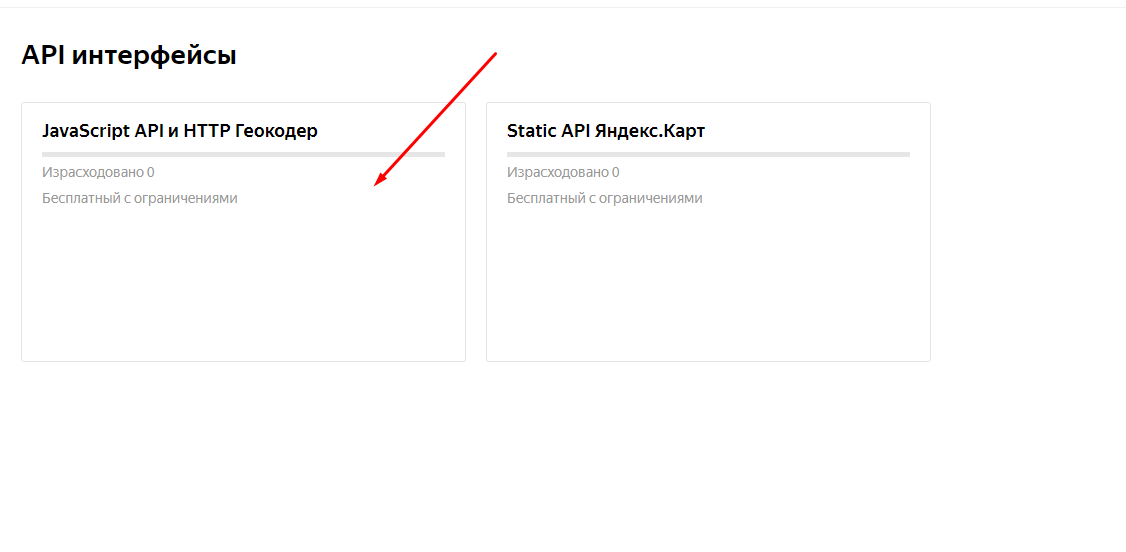 API интерфейсы
JavaScript API и HTTP Геокодер
Израсходовано 0
Бесплатный с ограничениями
Static API Яндекс.Карт
Израсходовано 0
Бесплатный с ограничениями